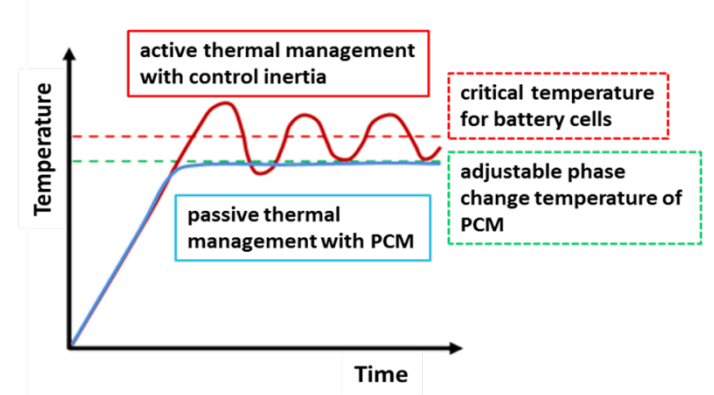 active thermal management
with control inertia
critical temperature
for battery cells
Temperature
adjustable phase
change temperature of
PCM
passive thermal
management with PCM
Time